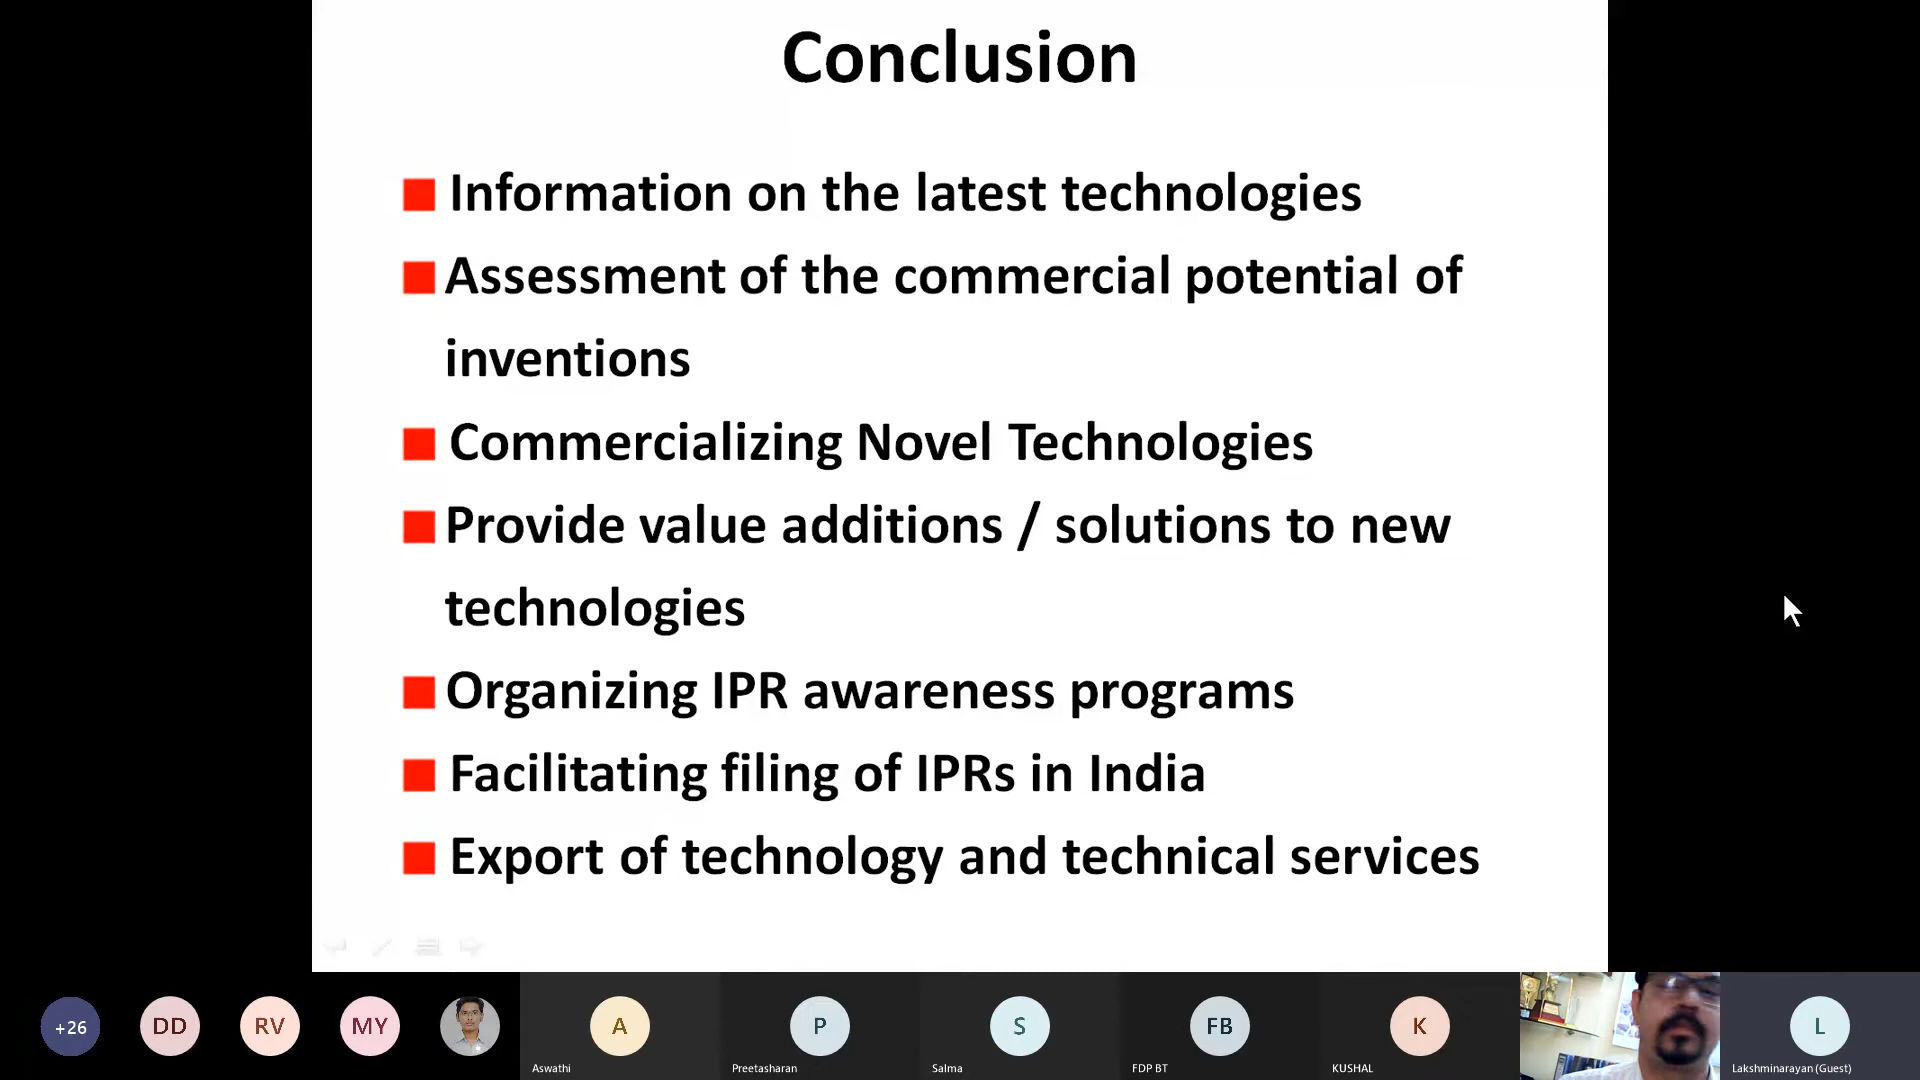 Conclusion
Information on the latest technologies
Assessment of the commercial potential of
inventions
Commercializing Novel Technologies
Provide value additions / solutions to new
technologies
Organizing IPR awareness programs
Facilitating filing of IPRs in India
Export of technology and technical services
+26
DD
RV
MY
A
P
S
FB
K
L
Aswathi
Preetasharan
Salma
FDP BT
KUSHAL
Lakshminarayan (Guest)